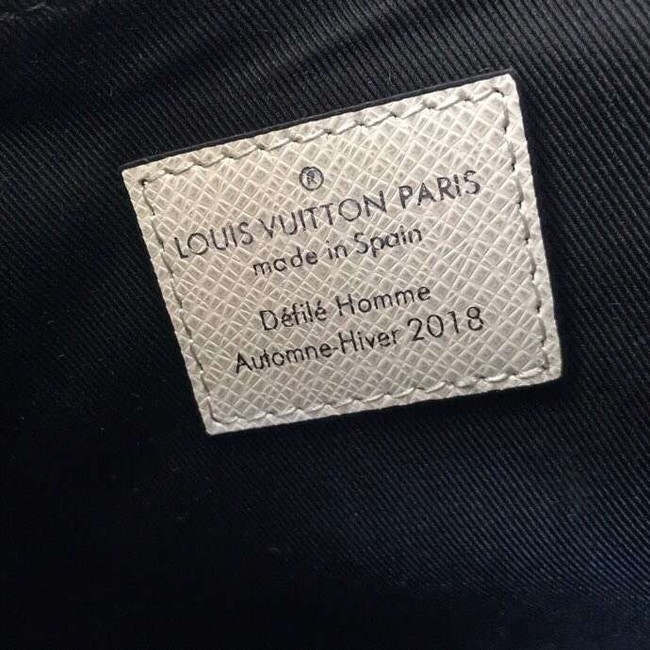 ®
LOUIS VUITTON PARIS
made in Spain
Défilé Homme
Automne-Hiver 2018